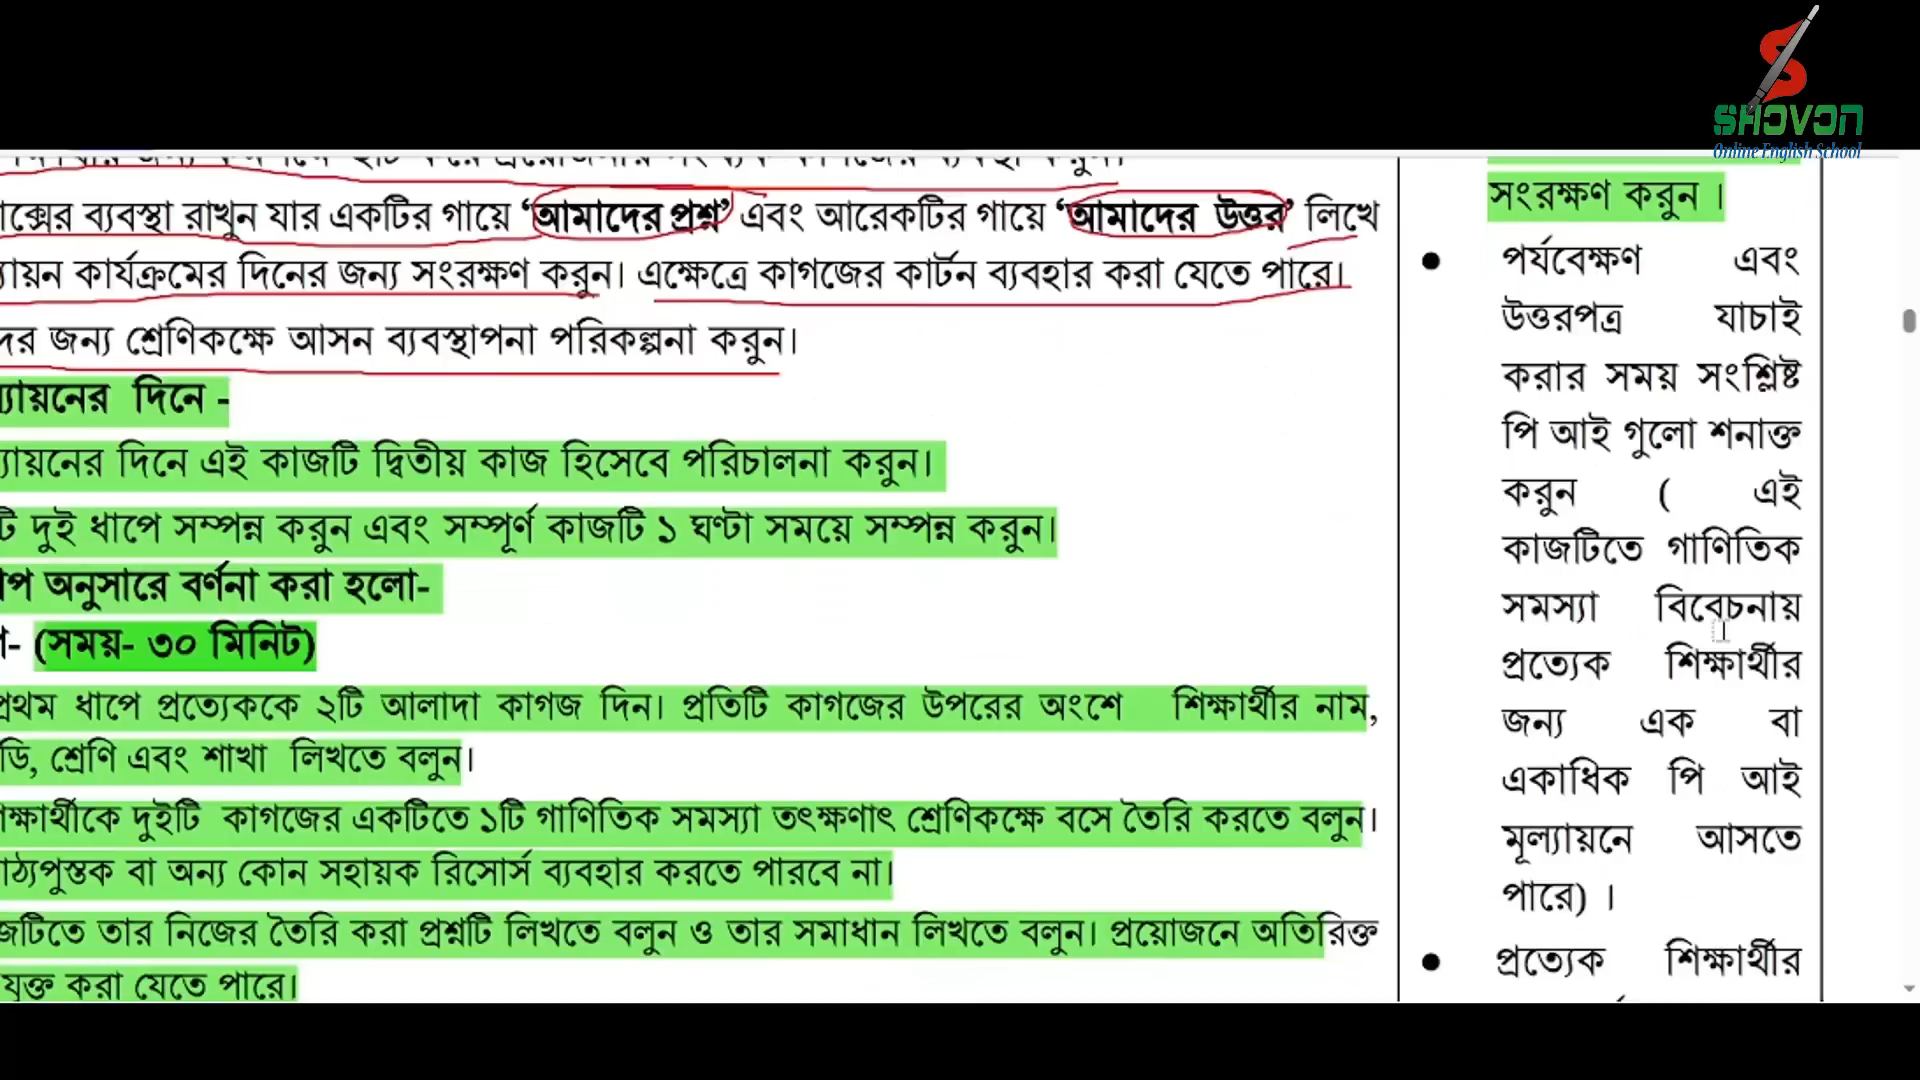 SHOVON
Online English School
ক্সের ব্যবস্থা রাখুন যার একটির গায়ে ‘আমাদের প্রশ্ন’ এবং আরেকটির গায়ে ‘আমাদের উত্তর’ লিখে
য়ন কার্যক্রমের দিনের জন্য সংরক্ষণ করুন। এক্ষেত্রে কাগজের কার্টন ব্যবহার করা যেতে পারে।
দের জন্য শ্রেণিকক্ষে আসন ব্যবস্থাপনা পরিকল্পনা করুন।
্যায়নের দিনে -
্যায়নের দিনে এই কাজটি দ্বিতীয় কাজ হিসেবে পরিচালনা করুন।
টি দুই ধাপে সম্পন্ন করুন এবং সম্পূর্ণ কাজটি ১ ঘণ্টা সময়ে সম্পন্ন করুন।
াপ অনুসারে বর্ণনা করা হলো-
(সময়- ৩০ মিনিট)
প্রথম ধাপে প্রত্যেককে ২টি আলাদা কাগজ দিন। প্রতিটি কাগজের উপরের অংশে শিক্ষার্থীর নাম,
ডি, শ্রেণি এবং শাখা লিখতে বলুন।
ক্ষার্থীকে দুইটি কাগজের একটিতে ১টি গাণিতিক সমস্যা তৎক্ষণাৎ শ্রেণিকক্ষে বসে তৈরি করতে বলুন।
াঠ্যপুস্তক বা অন্য কোন সহায়ক রিসোর্স ব্যবহার করতে পারবে না।
জটিতে তার নিজের তৈরি করা প্রশ্নটি লিখতে বলুন ও তার সমাধান লিখতে বলুন। প্রয়োজনে অতিরিক্ত
যুক্ত করা যেতে পারে।
সংরক্ষণ করুন ।
● পর্যবেক্ষণ এবং
উত্তরপত্র যাচাই
করার সময় সংশ্লিষ্ট
পি আই গুলো শনাক্ত
করুন ( এই
কাজটিতে গাণিতিক
সমস্যা বিবেচনায়
প্রত্যেক শিক্ষার্থীর
জন্য এক বা
একাধিক পি আই
মূল্যায়নে আসতে
পারে) ।
● প্রত্যেক শিক্ষার্থীর